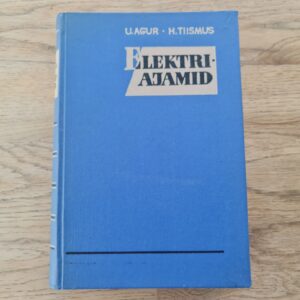 U.AGUR · H.TIISMUS
ELEKTRI-
AJAMID